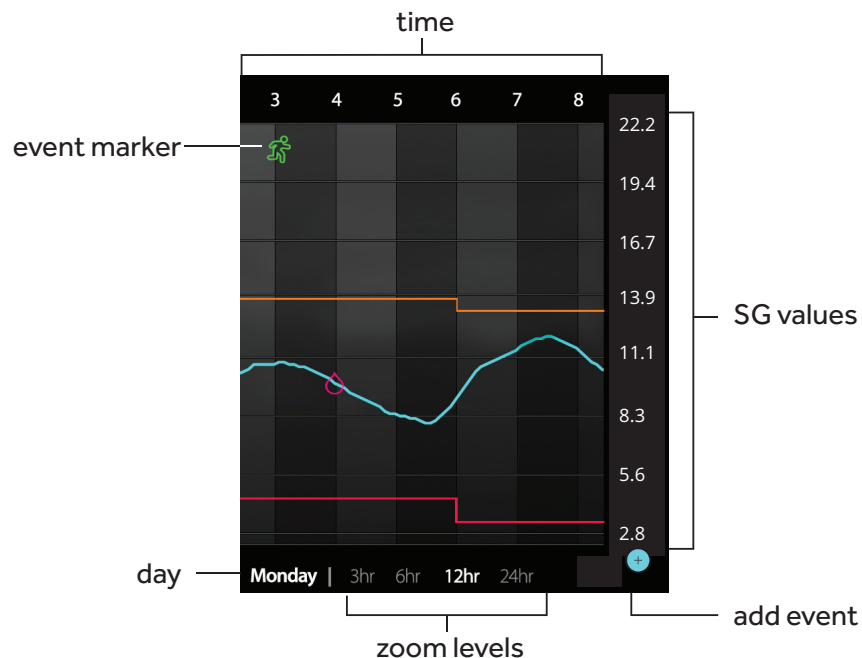 time
3 4 5 6 7 8
22.2
event marker
19.4
16.7
13.9
SG values
11.1
8.3
5.6
2.8
+
day
Monday | 3hr 6hr 12hr 24hr
add event
zoom levels